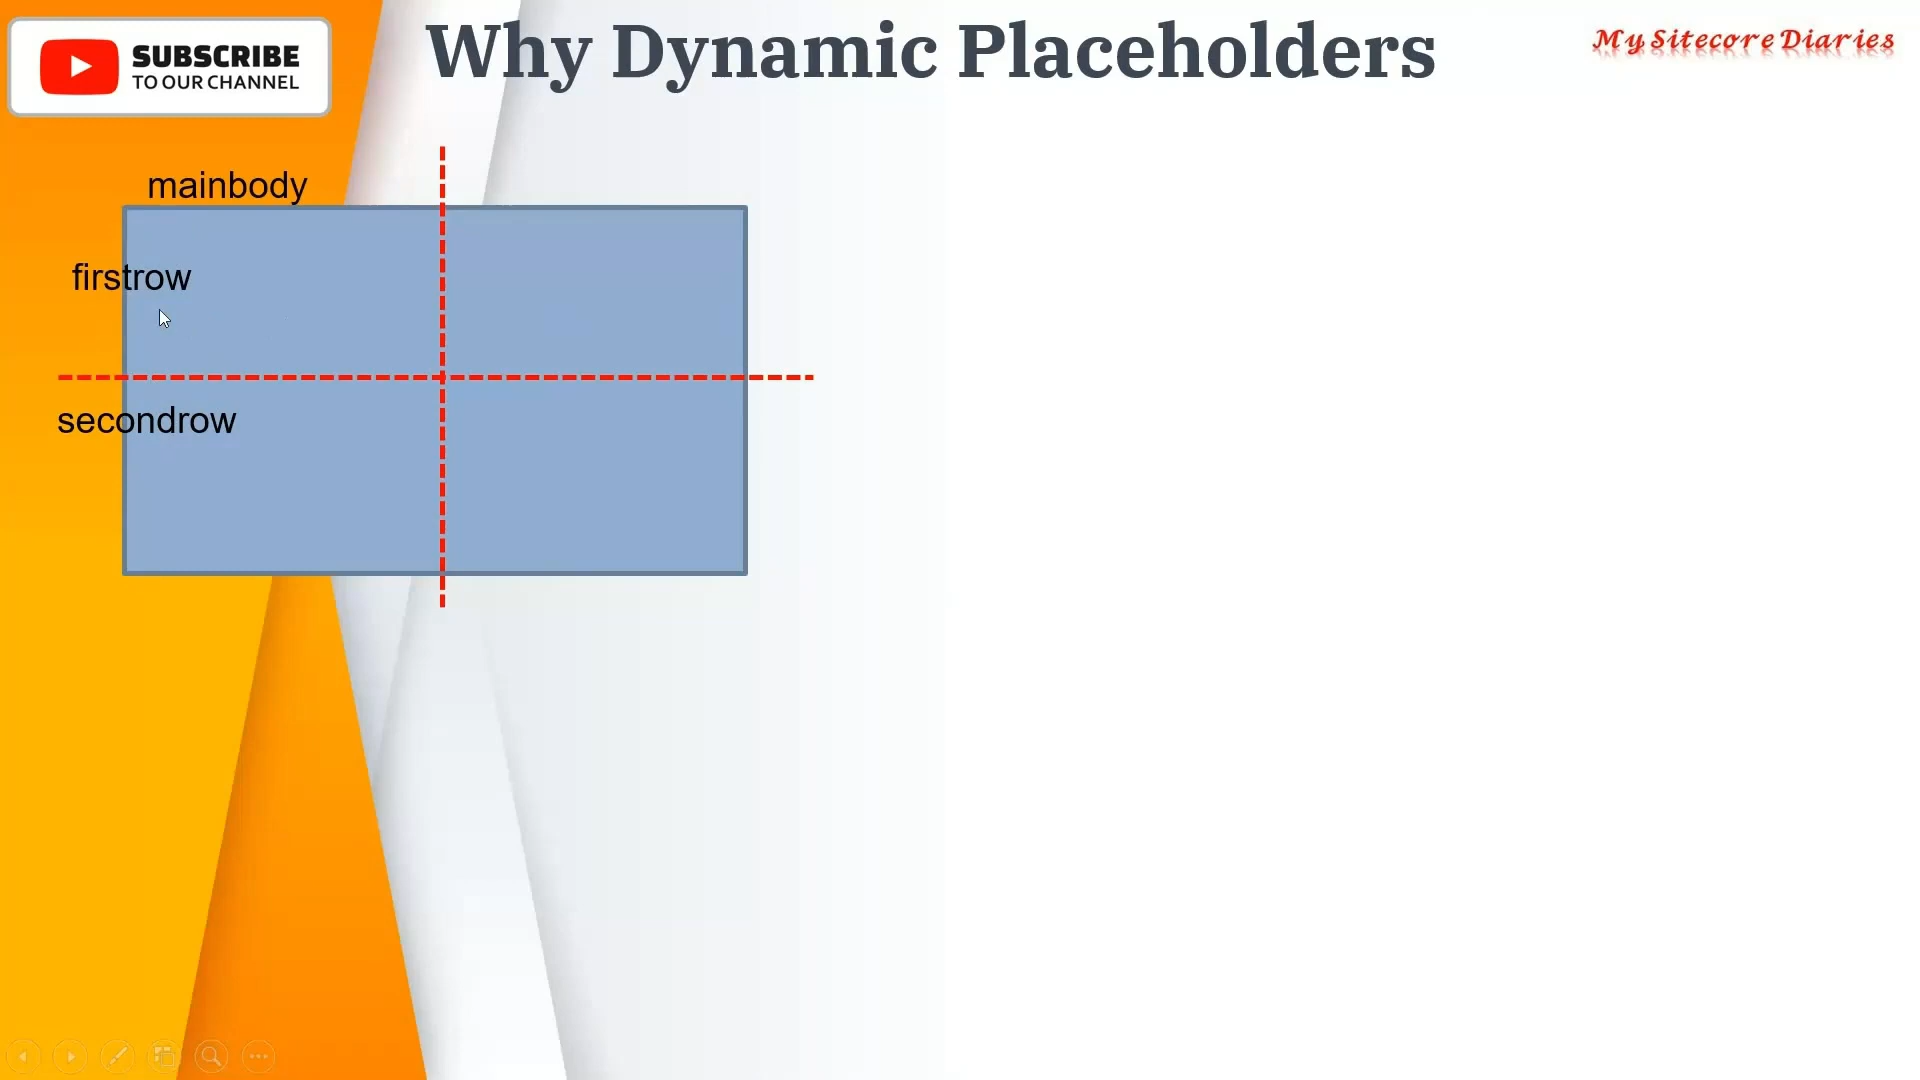 SUBSCRIBE
TO OUR CHANNEL
Why Dynamic Placeholders
My Sitecore Diaries
mainbody
firstrow
secondrow